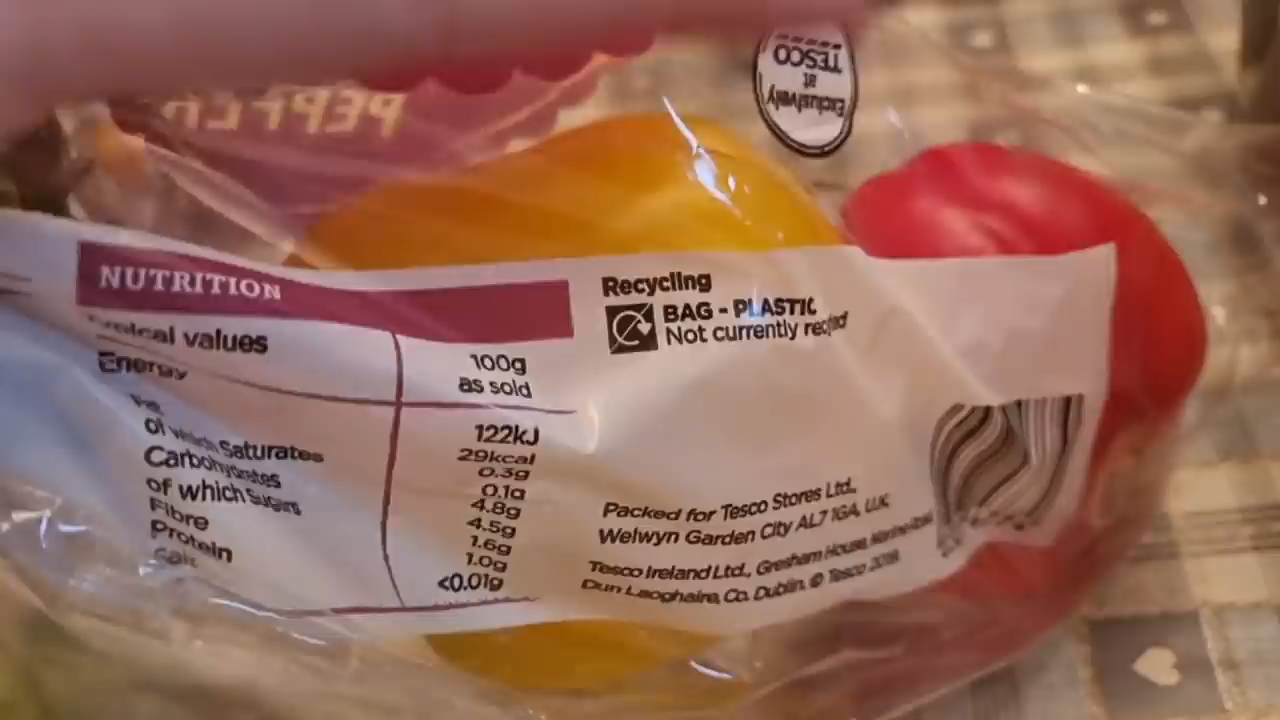 Exclusively
at
TESCO
NUTRITION
Typical values
100g
as sold
Energy
122kJ
29kcal
Fat
0.3g
of which Saturates
0.1g
Carbohydrates
4.8g
of which Sugars
4.5g
Fibre
1.6g
Protein
1.0g
Salt
<0.01g
Recycling
BAG - PLASTIC
Not currently recycled
Packed for Tesco Stores Ltd.,
Welwyn Garden City AL7 1GA, U.K.
Tesco Ireland Ltd., Gresham House, Marine Road,
Dun Laoghaire, Co. Dublin. © Tesco